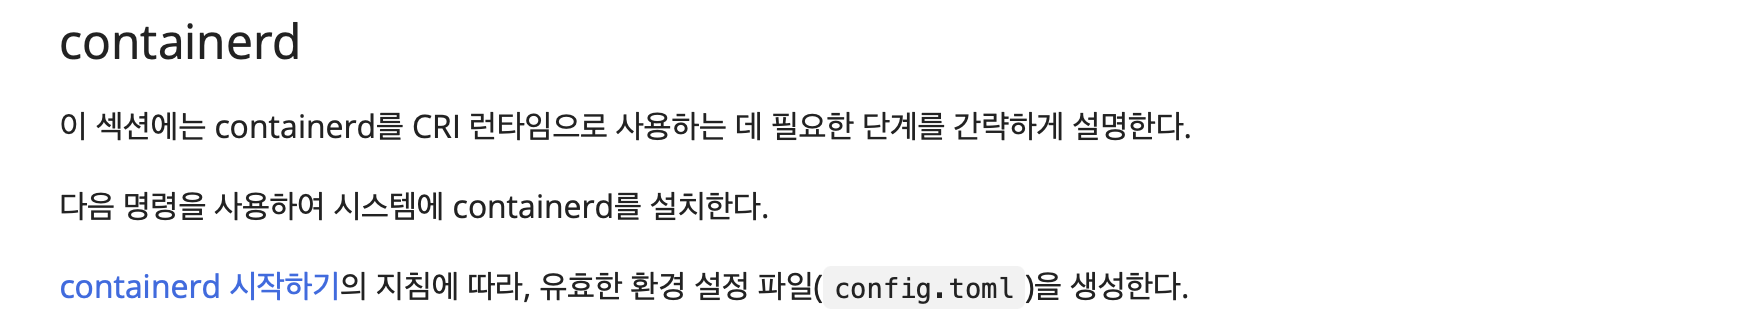 containerd
이 섹션에는 containerd를 CRI 런타임으로 사용하는 데 필요한 단계를 간략하게 설명한다.
다음 명령을 사용하여 시스템에 containerd를 설치한다.
containerd 시작하기의 지침에 따라, 유효한 환경 설정 파일(config.toml)을 생성한다.